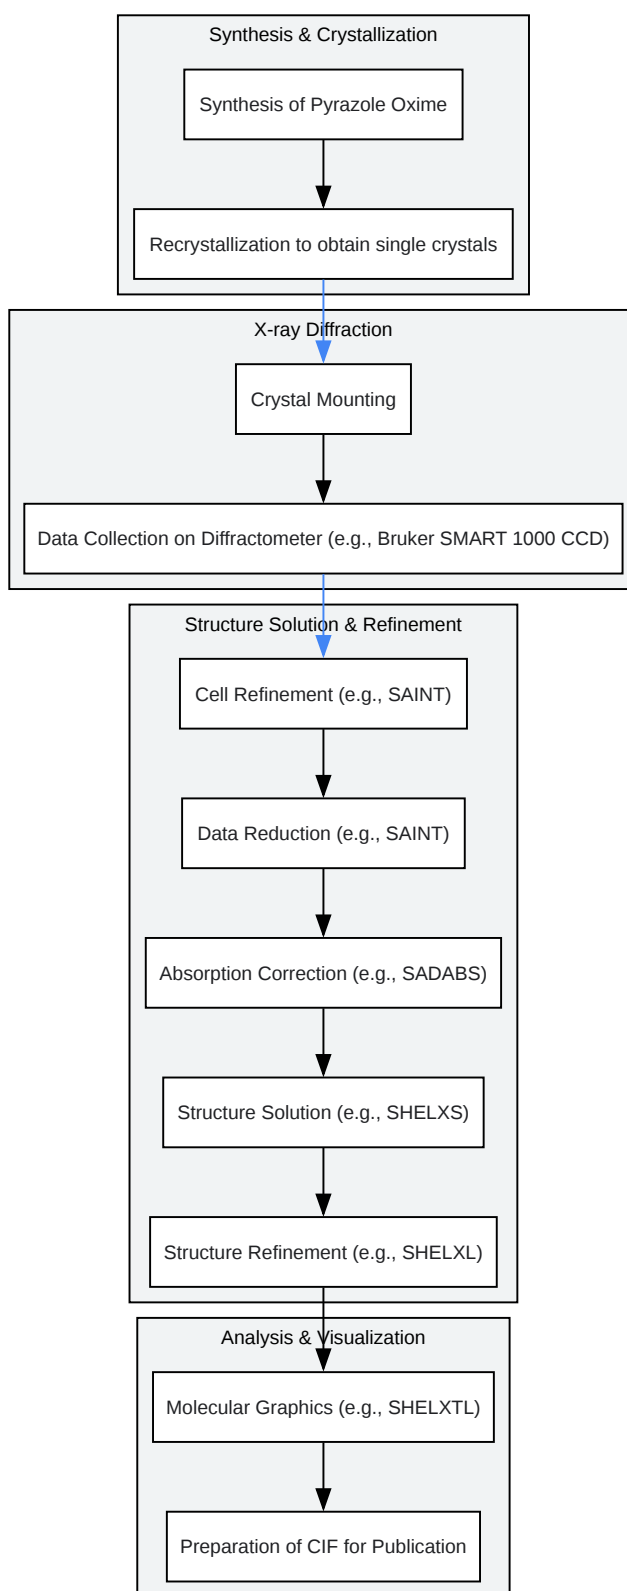 Synthesis & Crystallization
Synthesis of Pyrazole Oxime
Recrystallization to obtain single crystals
X-ray Diffraction
Crystal Mounting
Data Collection on Diffractometer (e.g., Bruker SMART 1000 CCD)
Structure Solution & Refinement
Cell Refinement (e.g., SAINT)
Data Reduction (e.g., SAINT)
Absorption Correction (e.g., SADABS)
Structure Solution (e.g., SHELXS)
Structure Refinement (e.g., SHELXL)
Analysis & Visualization
Molecular Graphics (e.g., SHELXTL)
Preparation of CIF for Publication